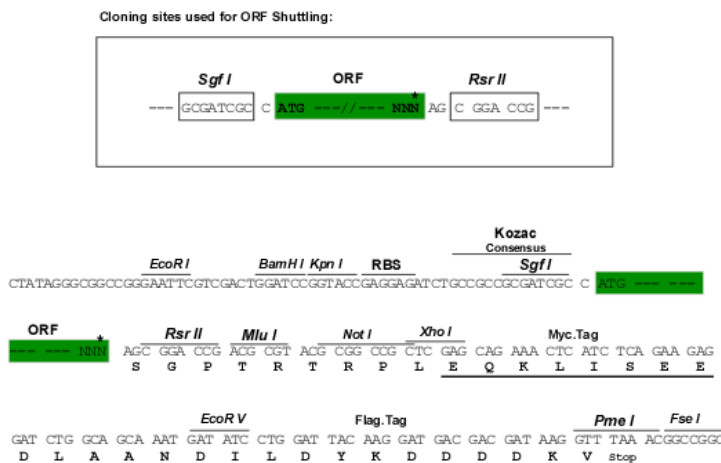 Cloning sites used for ORF Shuttling:
Sgf I ORF Rsr II
--- GCGATCGC C ATG ---//--- NNN* AG C GGA CCG ---
Kozac
Consensus
EcoR I BamH I Kpn I RBS Sgf I
CTATAGGGCGGCCGGGAATTCGTCGACTGGATCCGGTACCGAGGAGATCTGCCGCCGCGATCGC C ATG --- ---
ORF Rsr II Mlu I Not I Xho I Myc.Tag
--- --- NNN* AGC GGA CCG ACG CGT ACG CGG CCG CTC GAG CAG AAA CTC ATC TCA GAA GAG
S G P T R T R P L E Q K L I S E E
EcoR V Flag.Tag Pme I Fse I
GAT CTG GCA GCA AAT GAT ATC CTG GAT TAC AAG GAT GAC GAC GAT AAG GTT TAA ACGGCCGGC
D L A A N D I L D Y K D D D D K V Stop